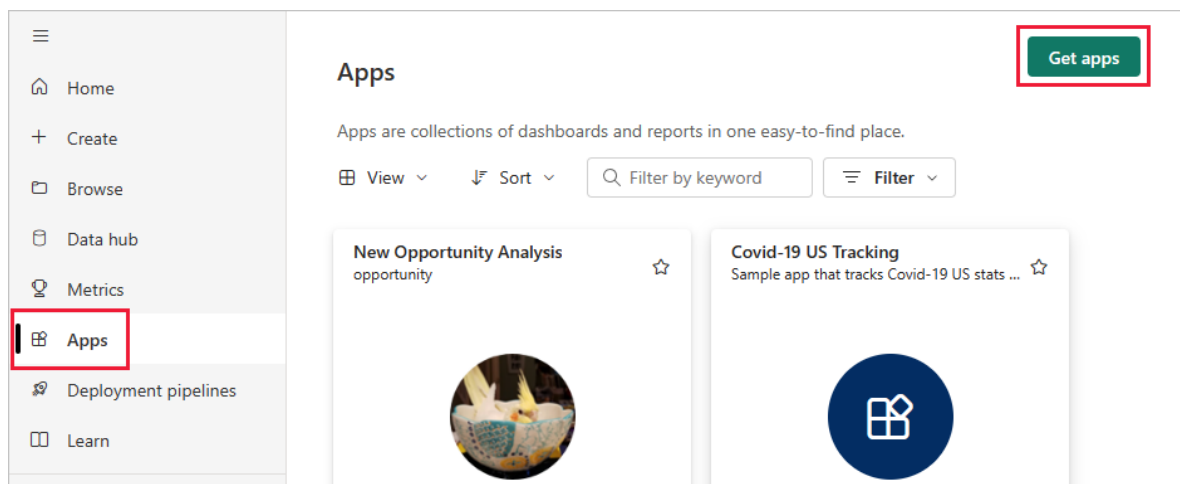 Home
Create
Browse
Data hub
Metrics
Apps
Deployment pipelines
Learn
Apps
Get apps
Apps are collections of dashboards and reports in one easy-to-find place.
View
Sort
Filter by keyword
Filter
New Opportunity Analysis
opportunity
Covid-19 US Tracking
Sample app that tracks Covid-19 US stats ...